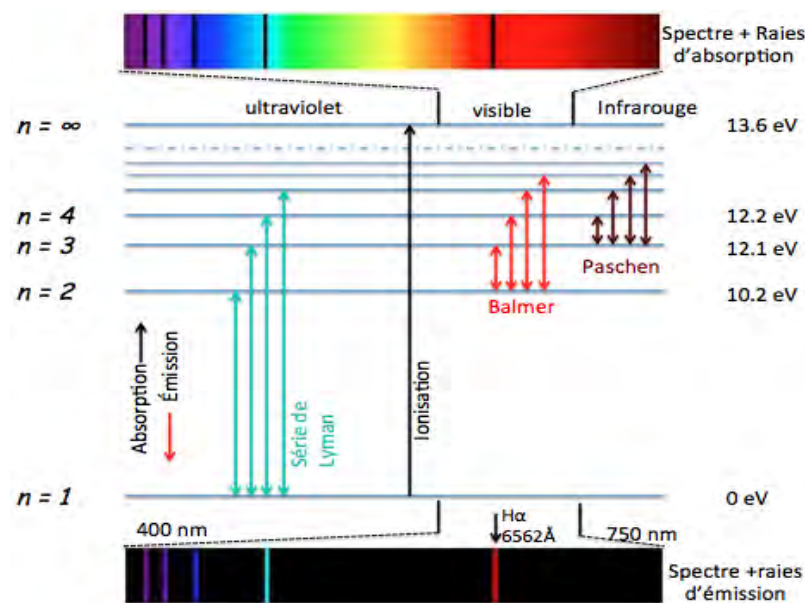 Spectre + Raies
d'absorption
ultraviolet
visible
Infrarouge
n = ∞
13.6 eV
n = 4
12.2 eV
n = 3
12.1 eV
Paschen
n = 2
10.2 eV
Balmer
Absorption
Émission
Série de
Lyman
Ionisation
n = 1
0 eV
400 nm
Hα
6562Å
750 nm
Spectre +raies
d'émission